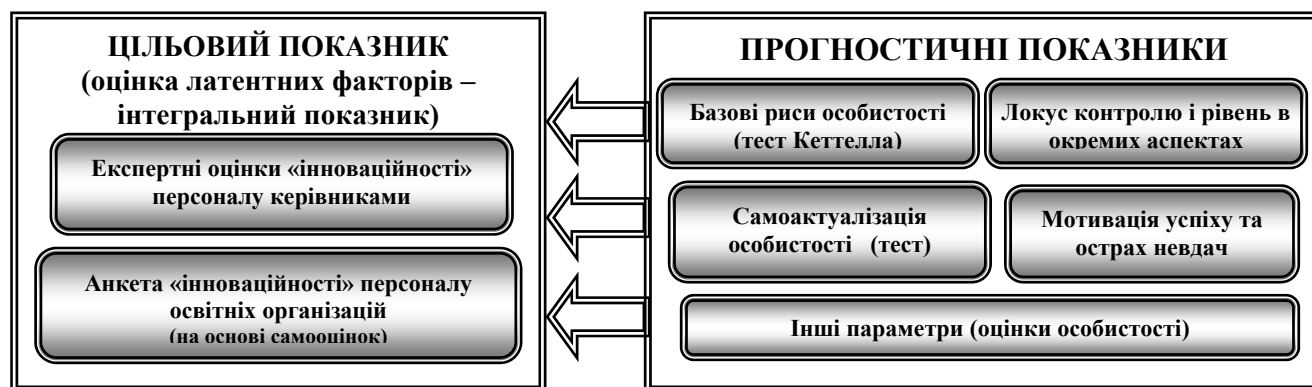 ЦІЛЬОВИЙ ПОКАЗНИК
(оцінка латентних факторів –
інтегральний показник)
Експертні оцінки «інноваційності»
персоналу керівниками
Анкета «інноваційності» персоналу
освітніх організацій
(на основі самооцінок)
ПРОГНОСТИЧНІ ПОКАЗНИКИ
Базові риси особистості
(тест Кеттелла)
Локус контролю і рівень в
окремих аспектах
Самоактуалізація
особистості (тест)
Мотивація успіху та
острах невдач
Інші параметри (оцінки особистості)